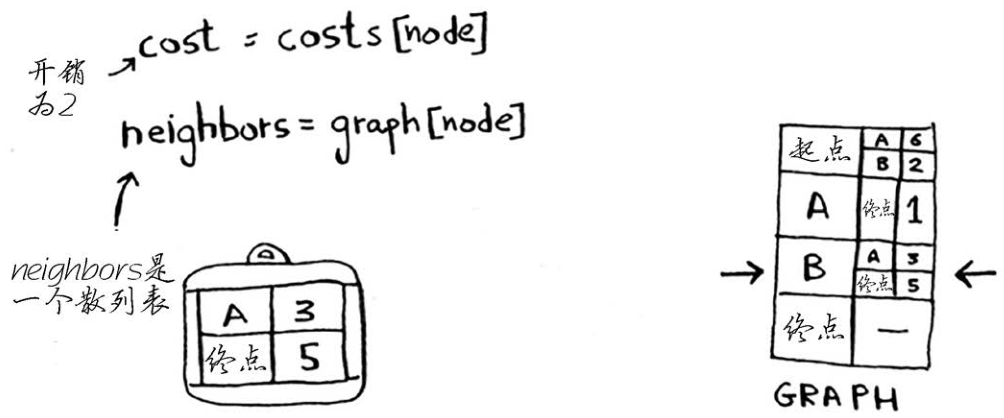 cost = costs[node]
开销
为2
neighbors = graph[node]
neighbors是
一个散列表
A 3
终点 5
起点 A 6
B 2
A 终点 1
B A 3
终点 5
终点 —
GRAPH